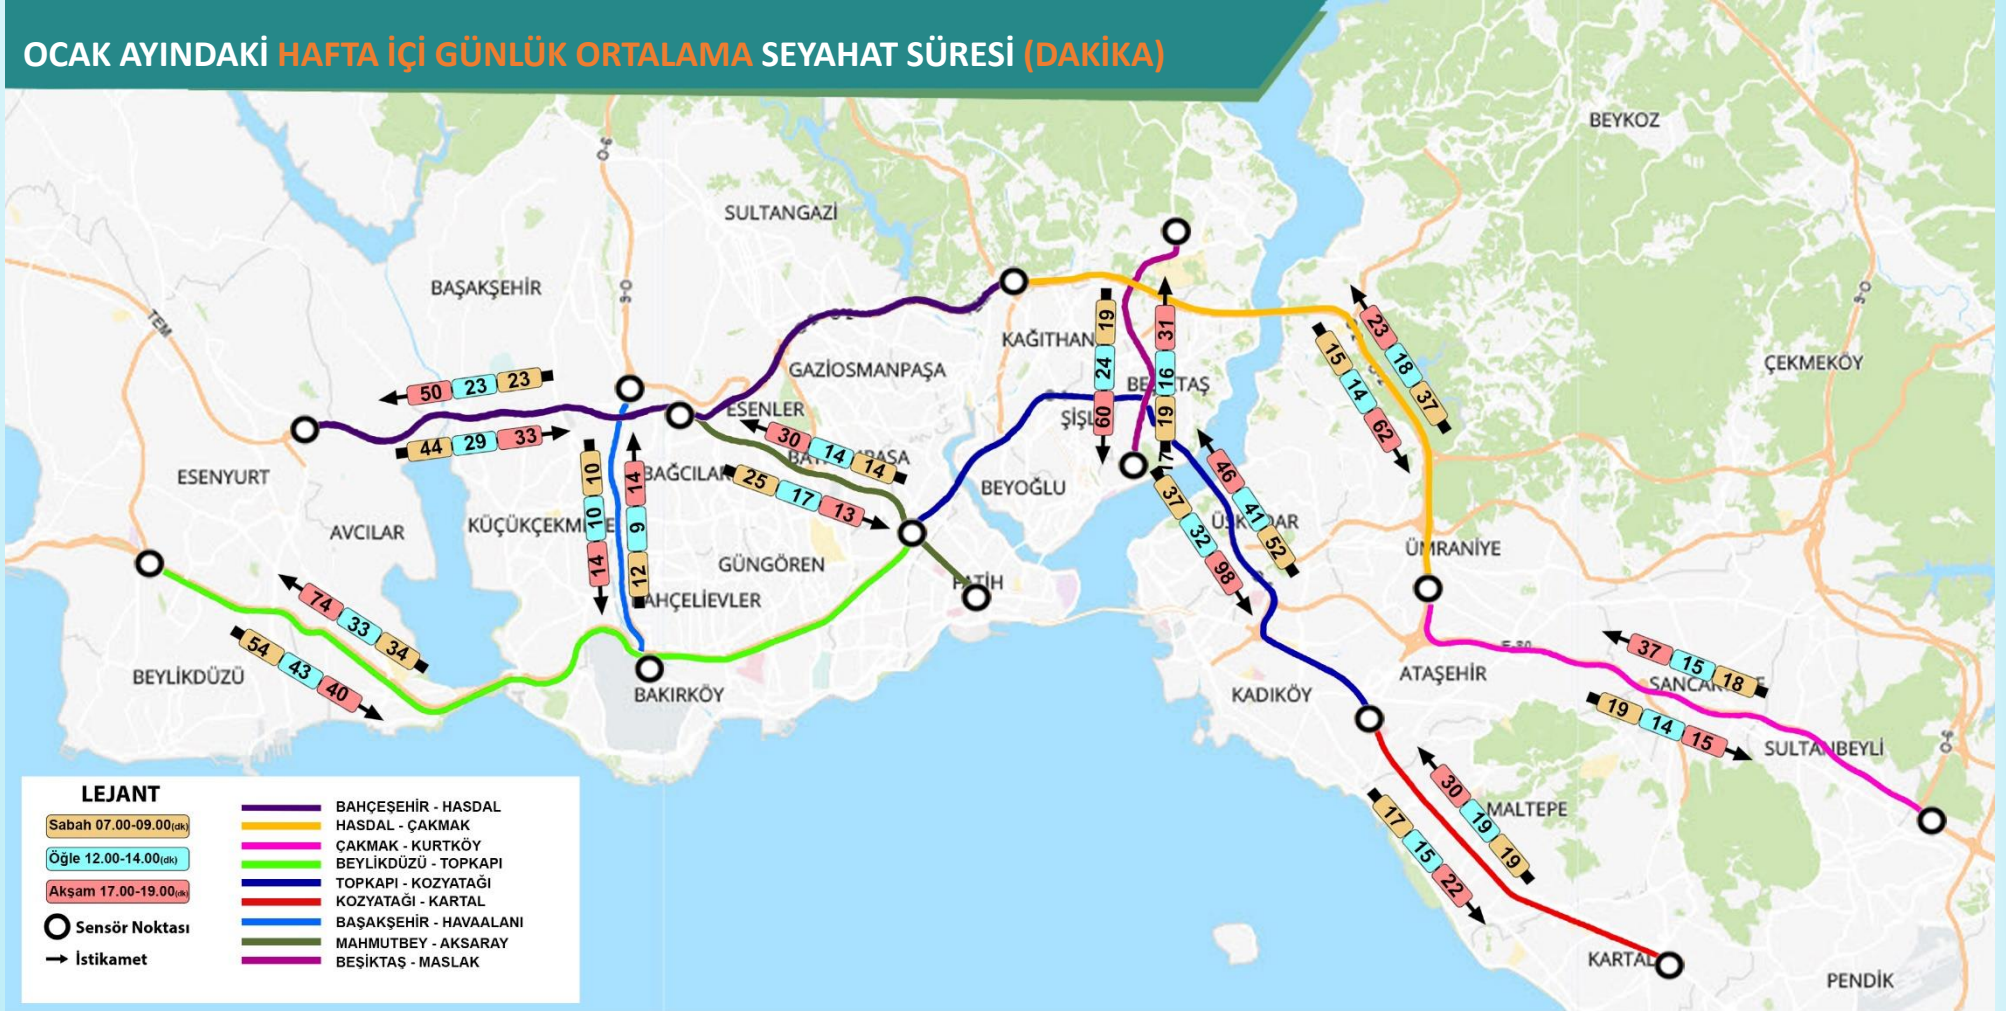 OCAK AYINDAKİ HAFTA İÇİ GÜNLÜK ORTALAMA SEYAHAT SÜRESİ (DAKİKA)
BEYKOZ
O-6
SULTANGAZİ
BAŞAKŞEHİR
TEM
KAĞITHAN
GAZİOSMANPAŞA
ÇEKMEKÖY
ESENLER
ŞİŞL
ESENYURT
BAĞCILAR
BEYOĞLU
AVCILAR
KÜÇÜKÇEKM E
GÜNGÖREN
ÜMRANİYE
FATİH
BAHÇELİEVLER
BEYLİKDÜZÜ
BAKIRKÖY
KADIKÖY
ATAŞEHİR
SULTANBEYLİ
MALTEPE
KARTAL
PENDİK
50 23 23
44 29 33
10 10 14
14 9 12
30 14 14
25 17 13
19 24 60
31 16 19
17
23 18 37
15 14 62
46 41 52
37 32 98
74 33 34
54 43 40
37 15 18
19 14 15
30 19 19
17 15 22
LEJANT
Sabah 07.00-09.00(dk)
Öğle 12.00-14.00(dk)
Akşam 17.00-19.00(dk)
Sensör Noktası
İstikamet
BAHÇEŞEHİR - HASDAL
HASDAL - ÇAKMAK
ÇAKMAK - KURTKÖY
BEYLİKDÜZÜ - TOPKAPI
TOPKAPI - KOZYATAĞI
KOZYATAĞI - KARTAL
BAŞAKŞEHİR - HAVAALANI
MAHMUTBEY - AKSARAY
BEŞİKTAŞ - MASLAK